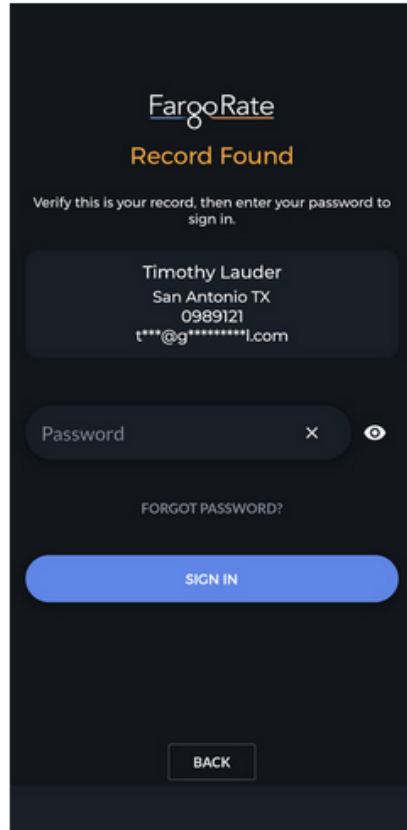 FargoRate
Record Found
Verify this is your record, then enter your password to
sign in.
Timothy Lauder
San Antonio TX
0989121
t***@g*********l.com
Password
FORGOT PASSWORD?
SIGN IN
BACK